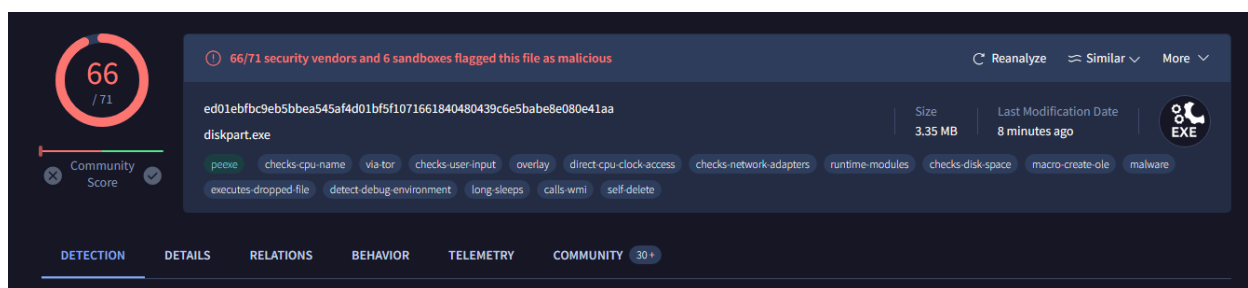 66
/ 71
Community
Score
66/71 security vendors and 6 sandboxes flagged this file as malicious
Reanalyze
Similar
More
ed01ebfbc9eb5bbea545af4d01bf5f1071661840480439c6e5babe8e080e41aa
diskpart.exe
Size
3.35 MB
Last Modification Date
8 minutes ago
EXE
peexe checks-cpu-name via-tor checks-user-input overlay direct-cpu-clock-access checks-network-adapters runtime-modules checks-disk-space macro-create-ole malware
executes-dropped-file detect-debug-environment long-sleeps calls-wmi self-delete
DETECTION DETAILS RELATIONS BEHAVIOR TELEMETRY COMMUNITY 30+